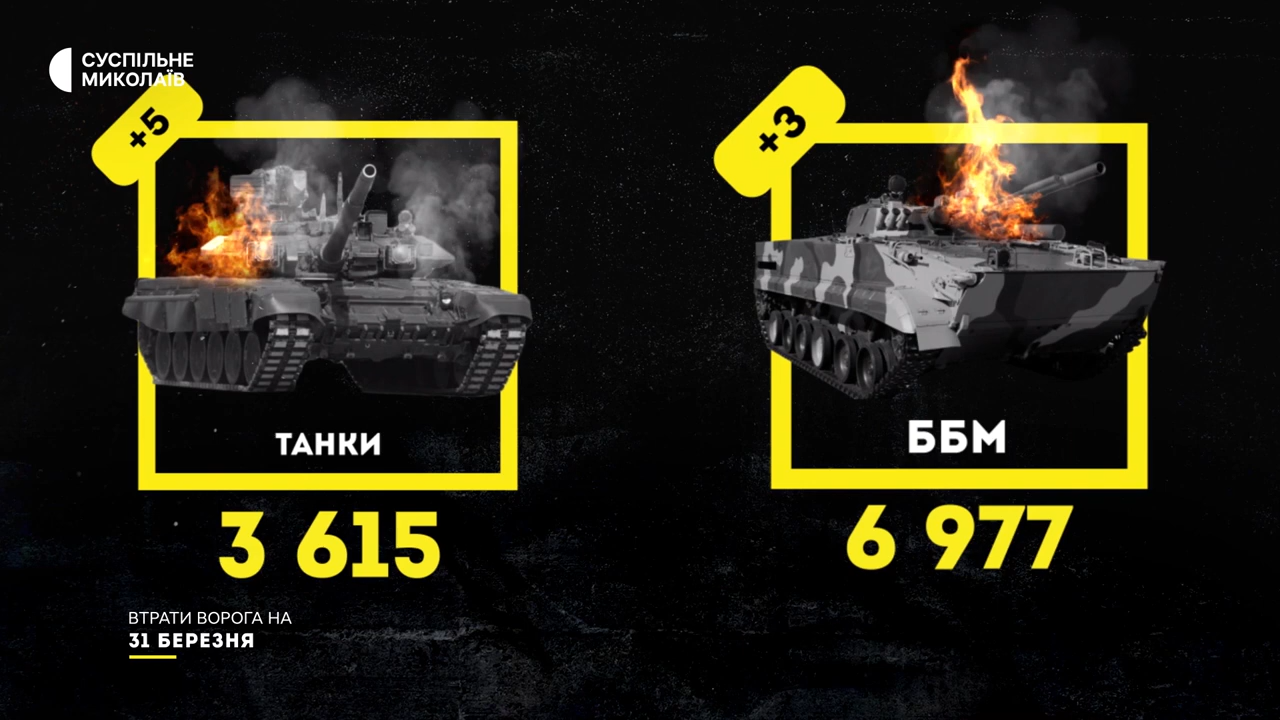 СУСПІЛЬНЕ
МИКОЛАЇВ
+5
+3
ТАНКИ
ББМ
3 615
6 977
ВТРАТИ ВОРОГА НА
31 БЕРЕЗНЯ